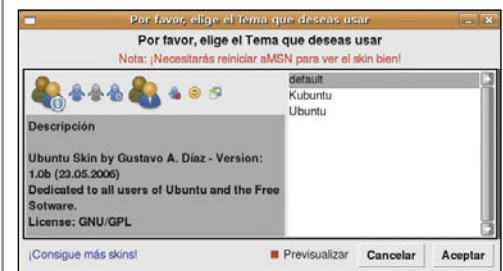 Por favor, elige el Tema que deseas usar
Por favor, elige el Tema que deseas usar
Nota: ¡Necesitarás reiniciar aMSN para ver el skin bien!
default
Kubuntu
Ubuntu
Descripción
Ubuntu Skin by Gustavo A. Díaz - Version:
1.0b (23.05.2006)
Dedicated to all users of Ubuntu and the Free
Sotware.
License: GNU/GPL
¡Consigue más skins!
Previsualizar
Cancelar
Aceptar